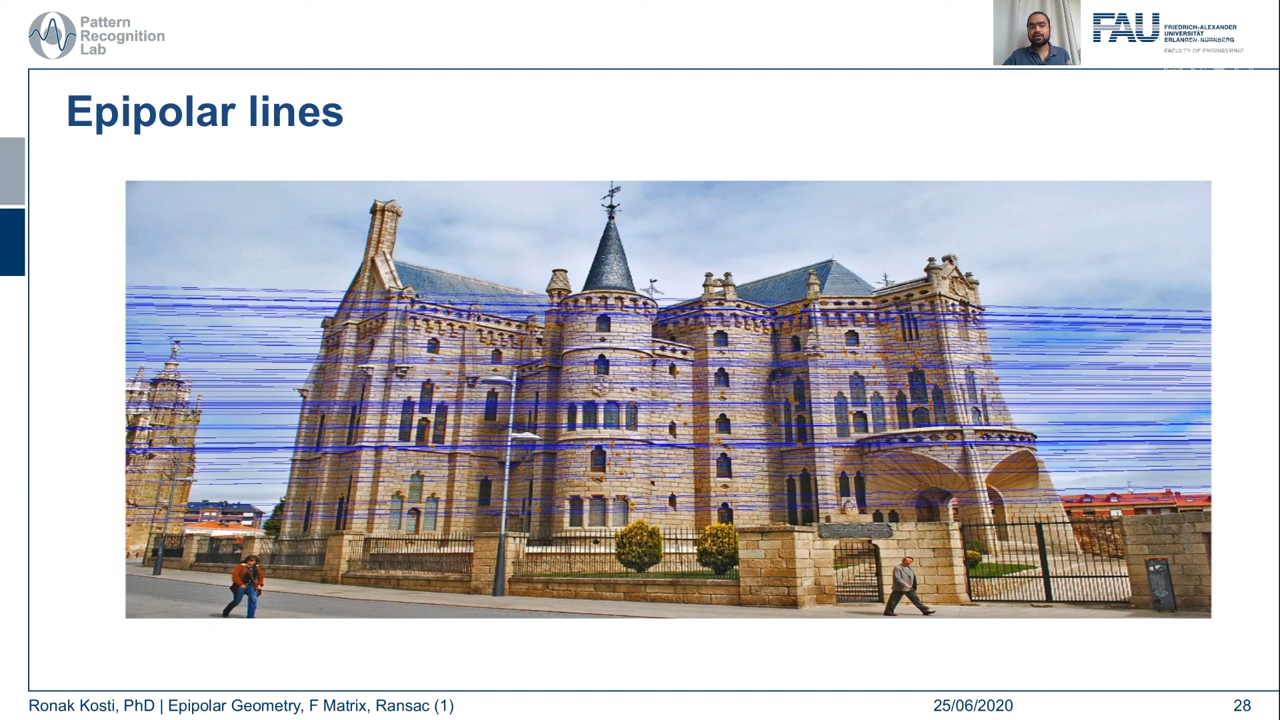 Pattern
Recognition
Lab
FAU
FRIEDRICH-ALEXANDER
UNIVERSITÄT
ERLANGEN-NÜRNBERG
FACULTY OF ENGINEERING
Epipolar lines
Ronak Kosti, PhD | Epipolar Geometry, F Matrix, Ransac (1)
25/06/2020
28